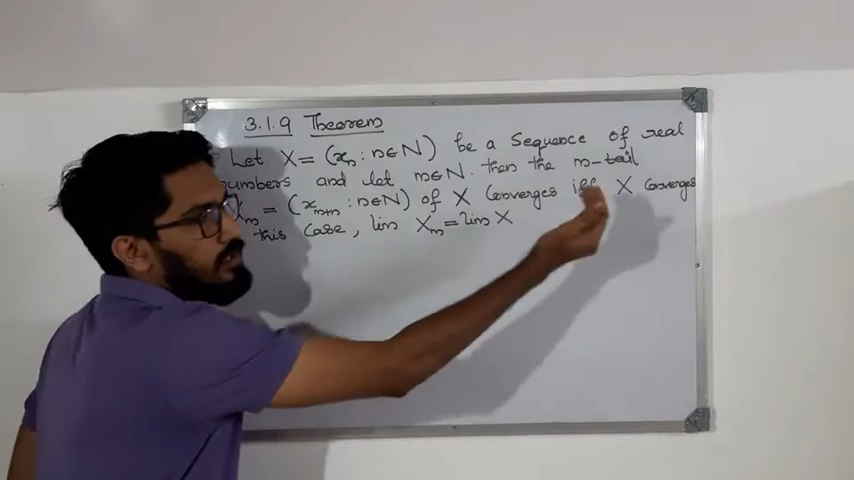 3.1.9 Theorem
Let X = (xₙ : n∈N) be a Sequence of real
numbers and let m∈N. then the m-tail
Xₘ = (xₘ₊ₙ : n∈N) of X Converges iff X Converges
this Case, lim Xₘ = lim X